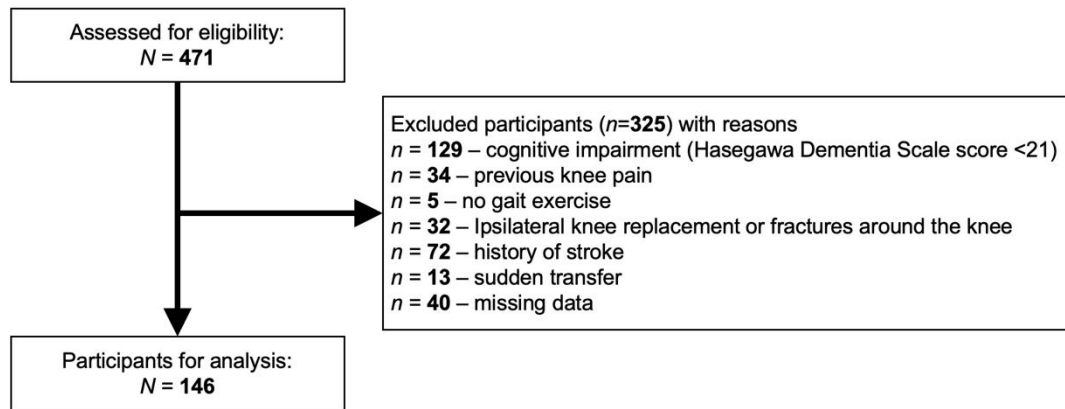 Assessed for eligibility:
N = 471
Excluded participants (n=325) with reasons
n = 129 – cognitive impairment (Hasegawa Dementia Scale score <21)
n = 34 – previous knee pain
n = 5 – no gait exercise
n = 32 – Ipsilateral knee replacement or fractures around the knee
n = 72 – history of stroke
n = 13 – sudden transfer
n = 40 – missing data
Participants for analysis:
N = 146